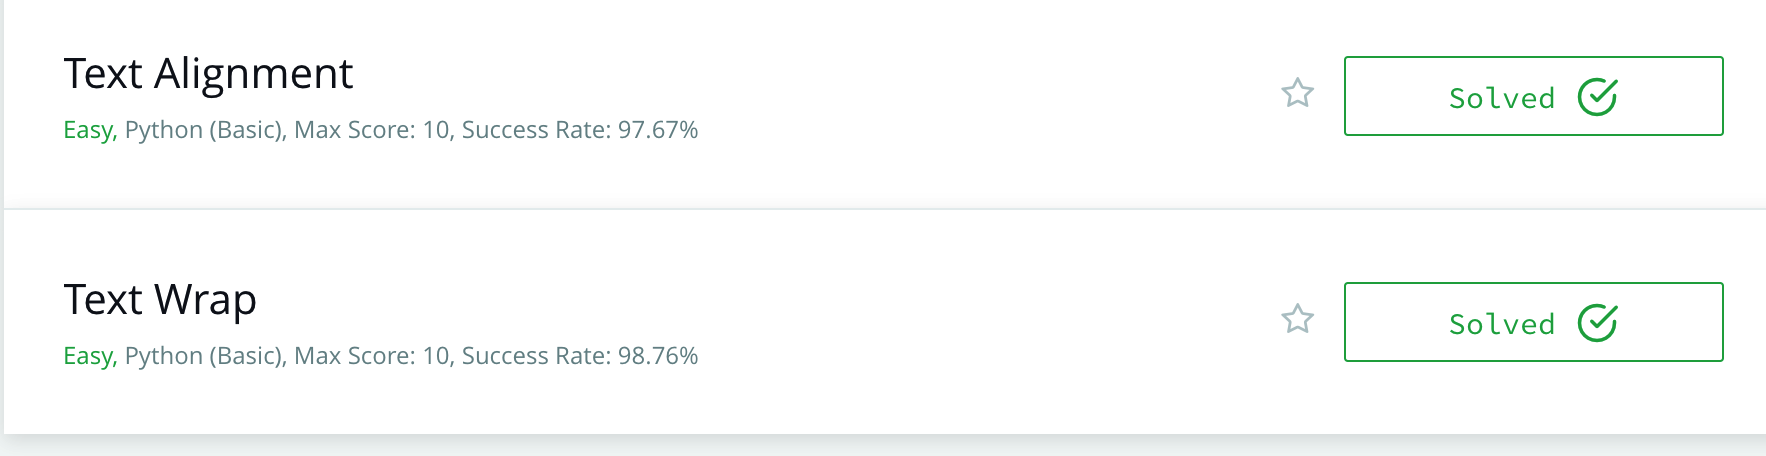 Text Alignment
Easy, Python (Basic), Max Score: 10, Success Rate: 97.67%
Solved
Text Wrap
Easy, Python (Basic), Max Score: 10, Success Rate: 98.76%
Solved